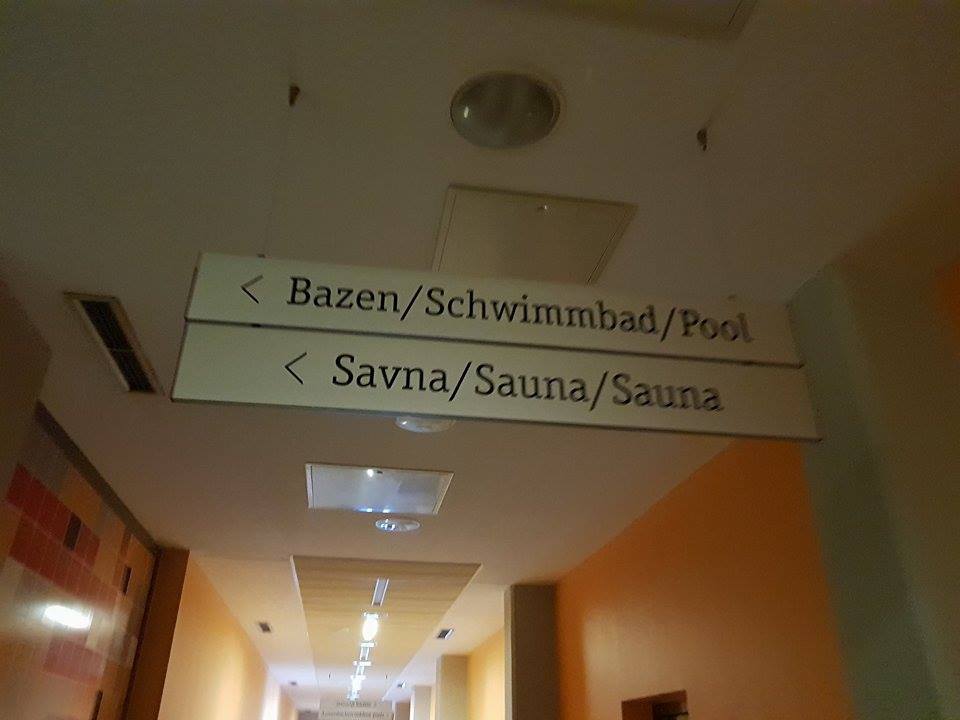 < Bazen/Schwimmbad/Pool
< Savna/Sauna/Sauna